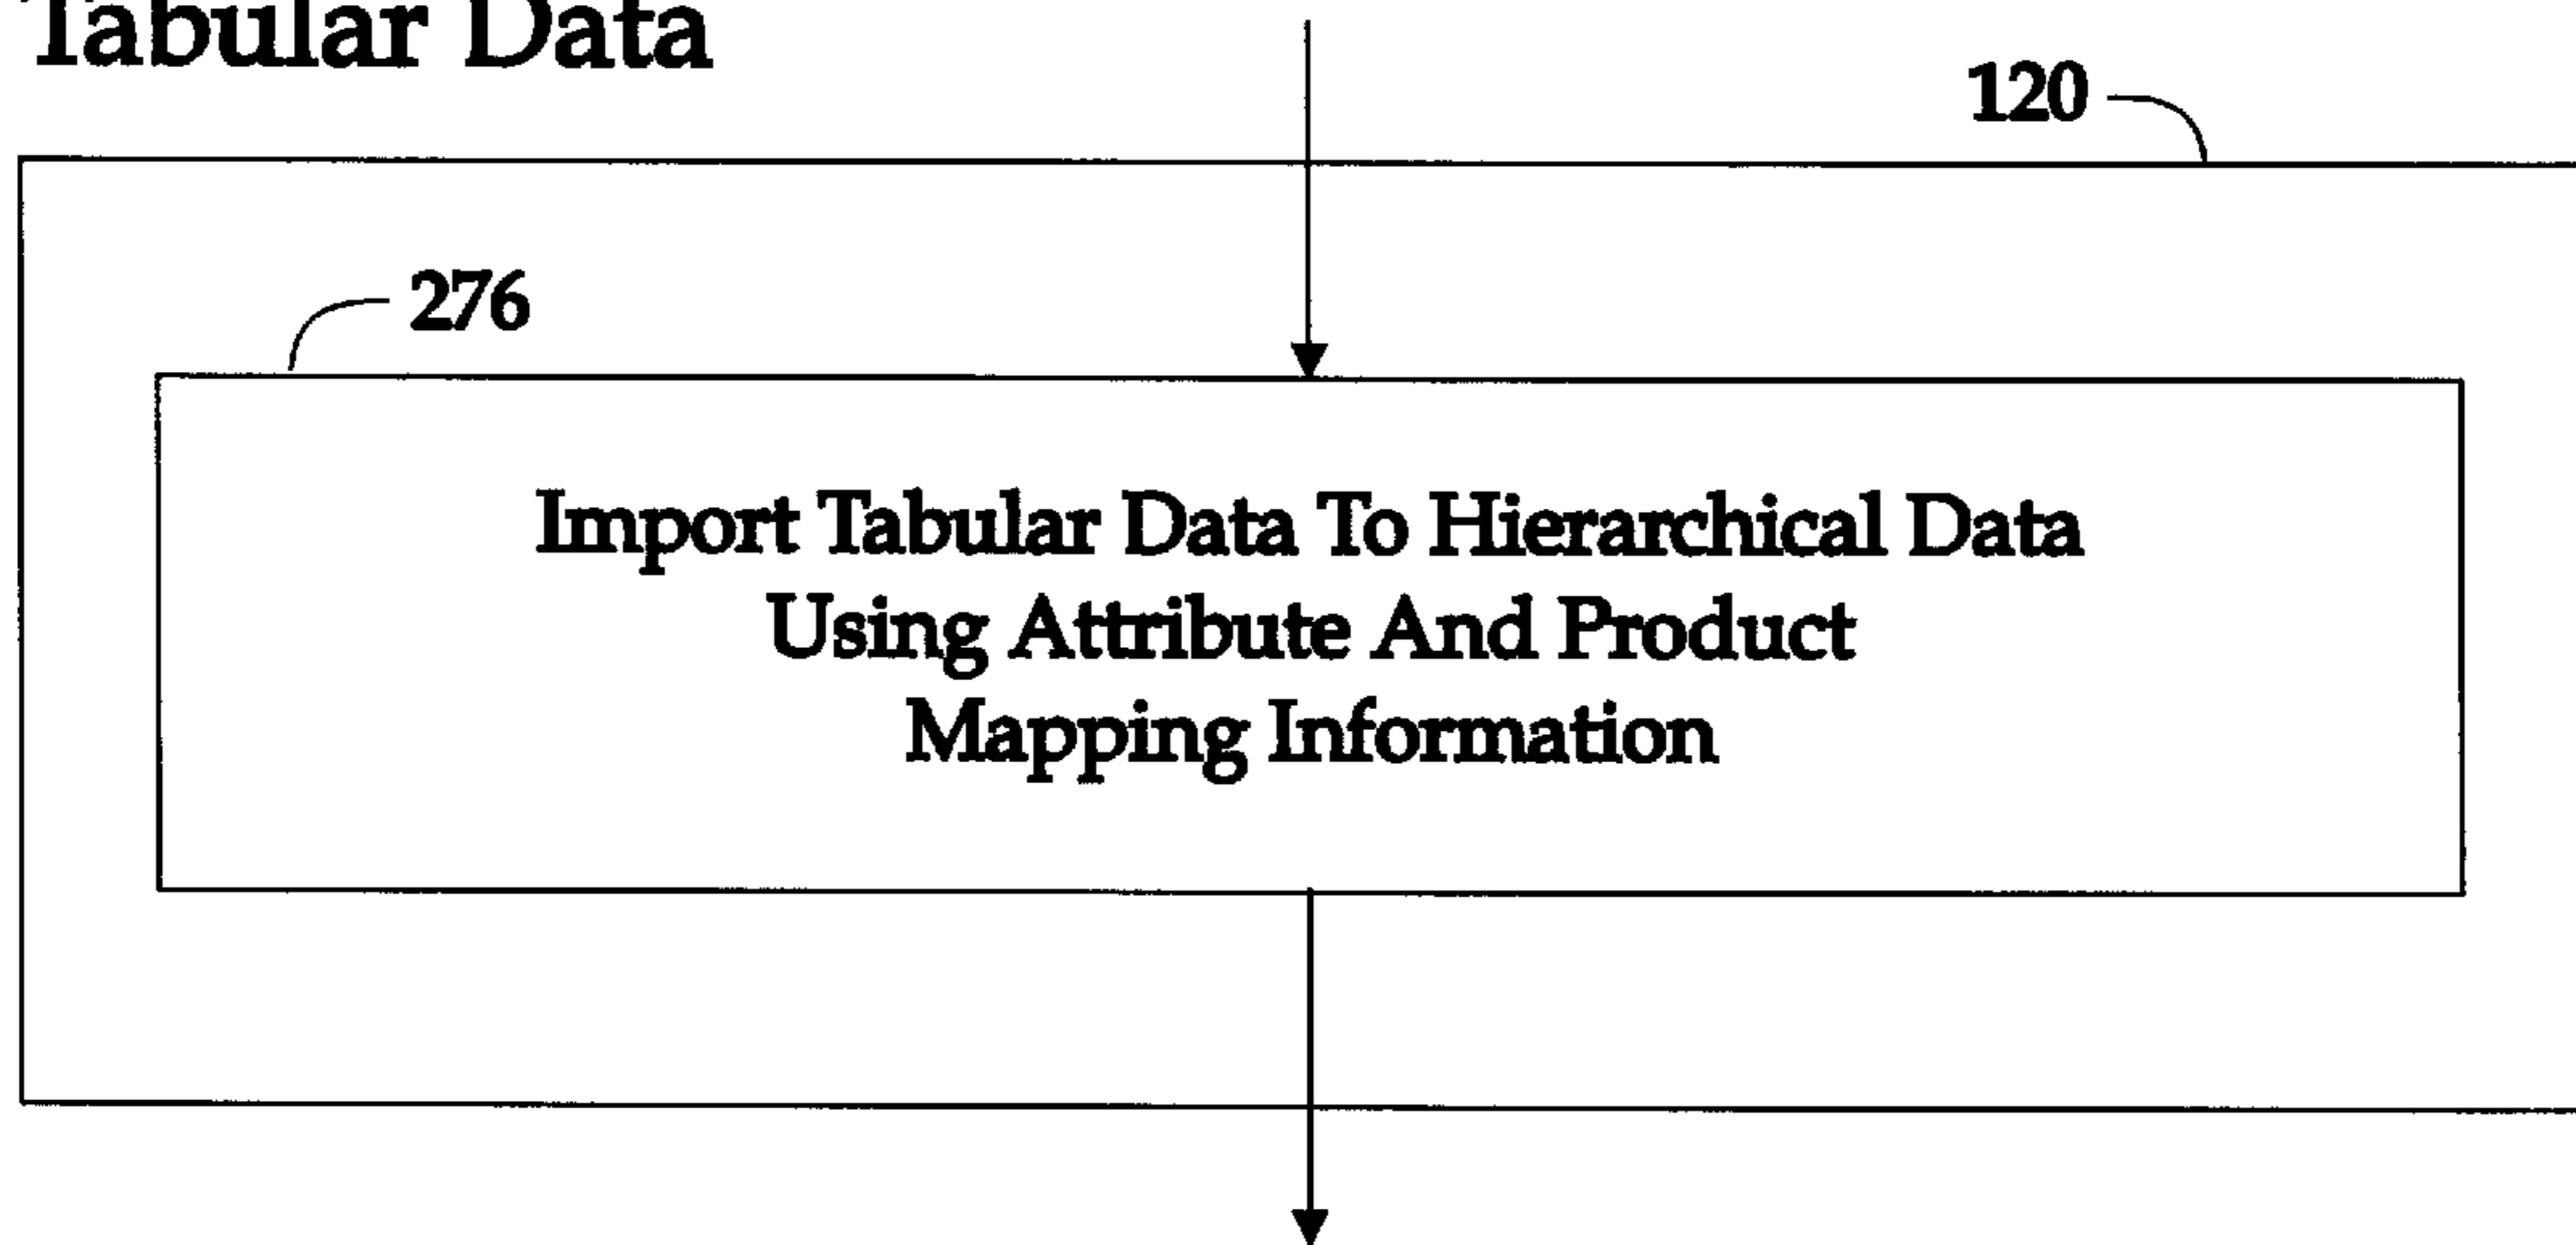 Tabular Data
120
276
Import Tabular Data To Hierarchical Data
Using Attribute And Product
Mapping Information